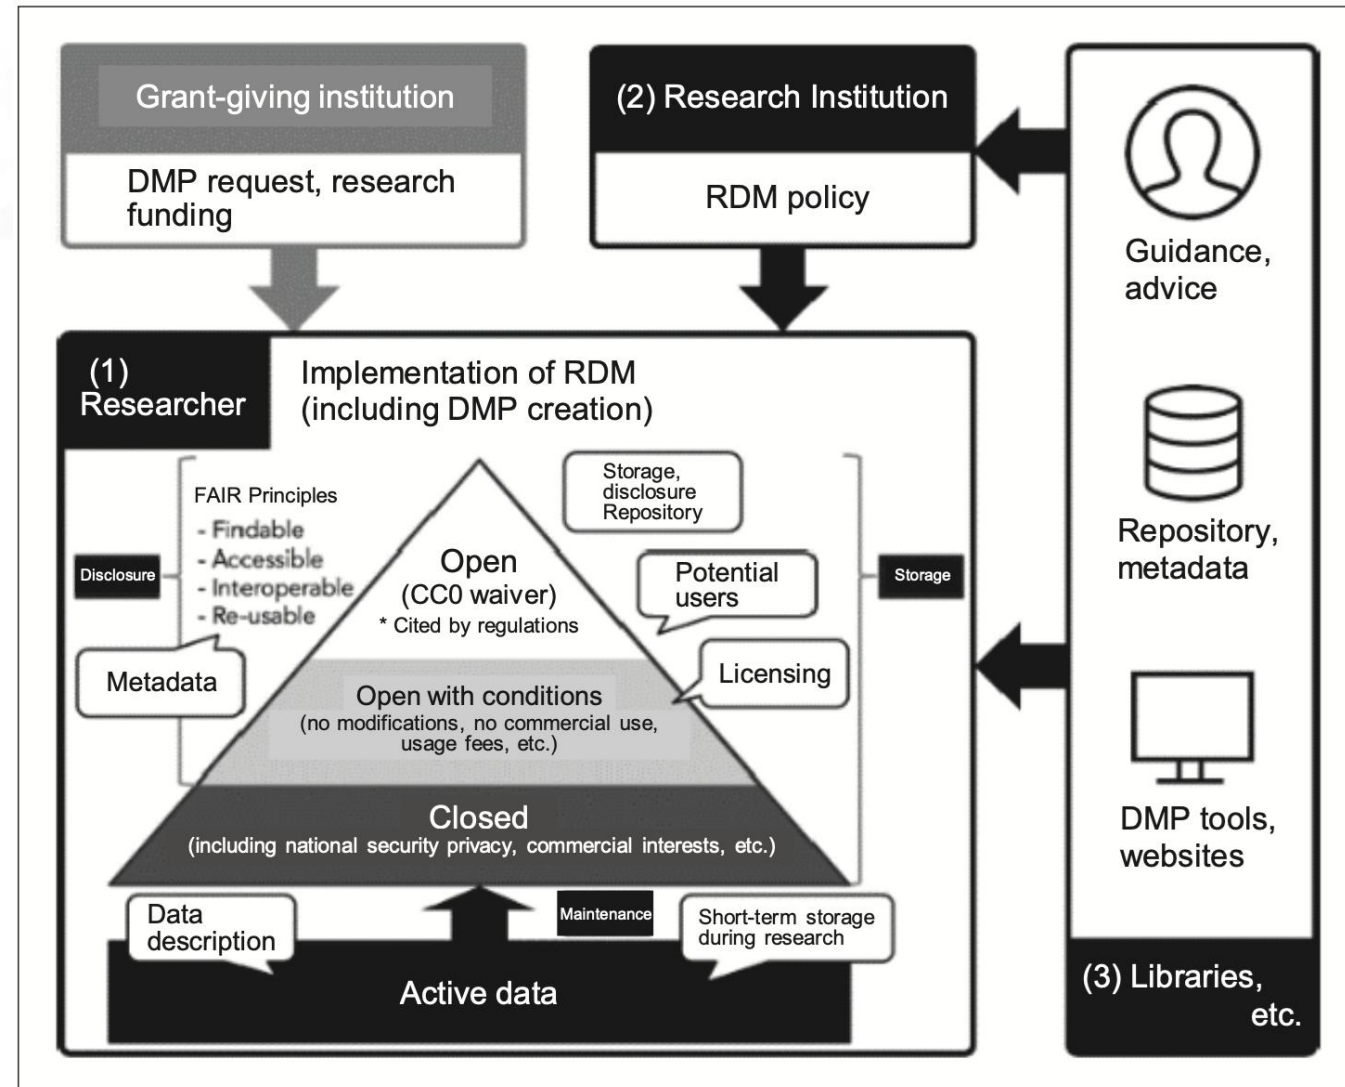 Grant-giving institution
DMP request, research
funding
(2) Research Institution
RDM policy
Guidance,
advice
Repository,
metadata
DMP tools,
websites
(3) Libraries,
etc.
(1)
Researcher
Implementation of RDM
(including DMP creation)
Disclosure
FAIR Principles
- Findable
- Accessible
- Interoperable
- Re-usable
Metadata
Storage,
disclosure
Repository
Potential
users
Licensing
Storage
Open
(CC0 waiver)
* Cited by regulations
Open with conditions
(no modifications, no commercial use,
usage fees, etc.)
Closed
(including national security privacy, commercial interests, etc.)
Data
description
Maintenance
Short-term storage
during research
Active data